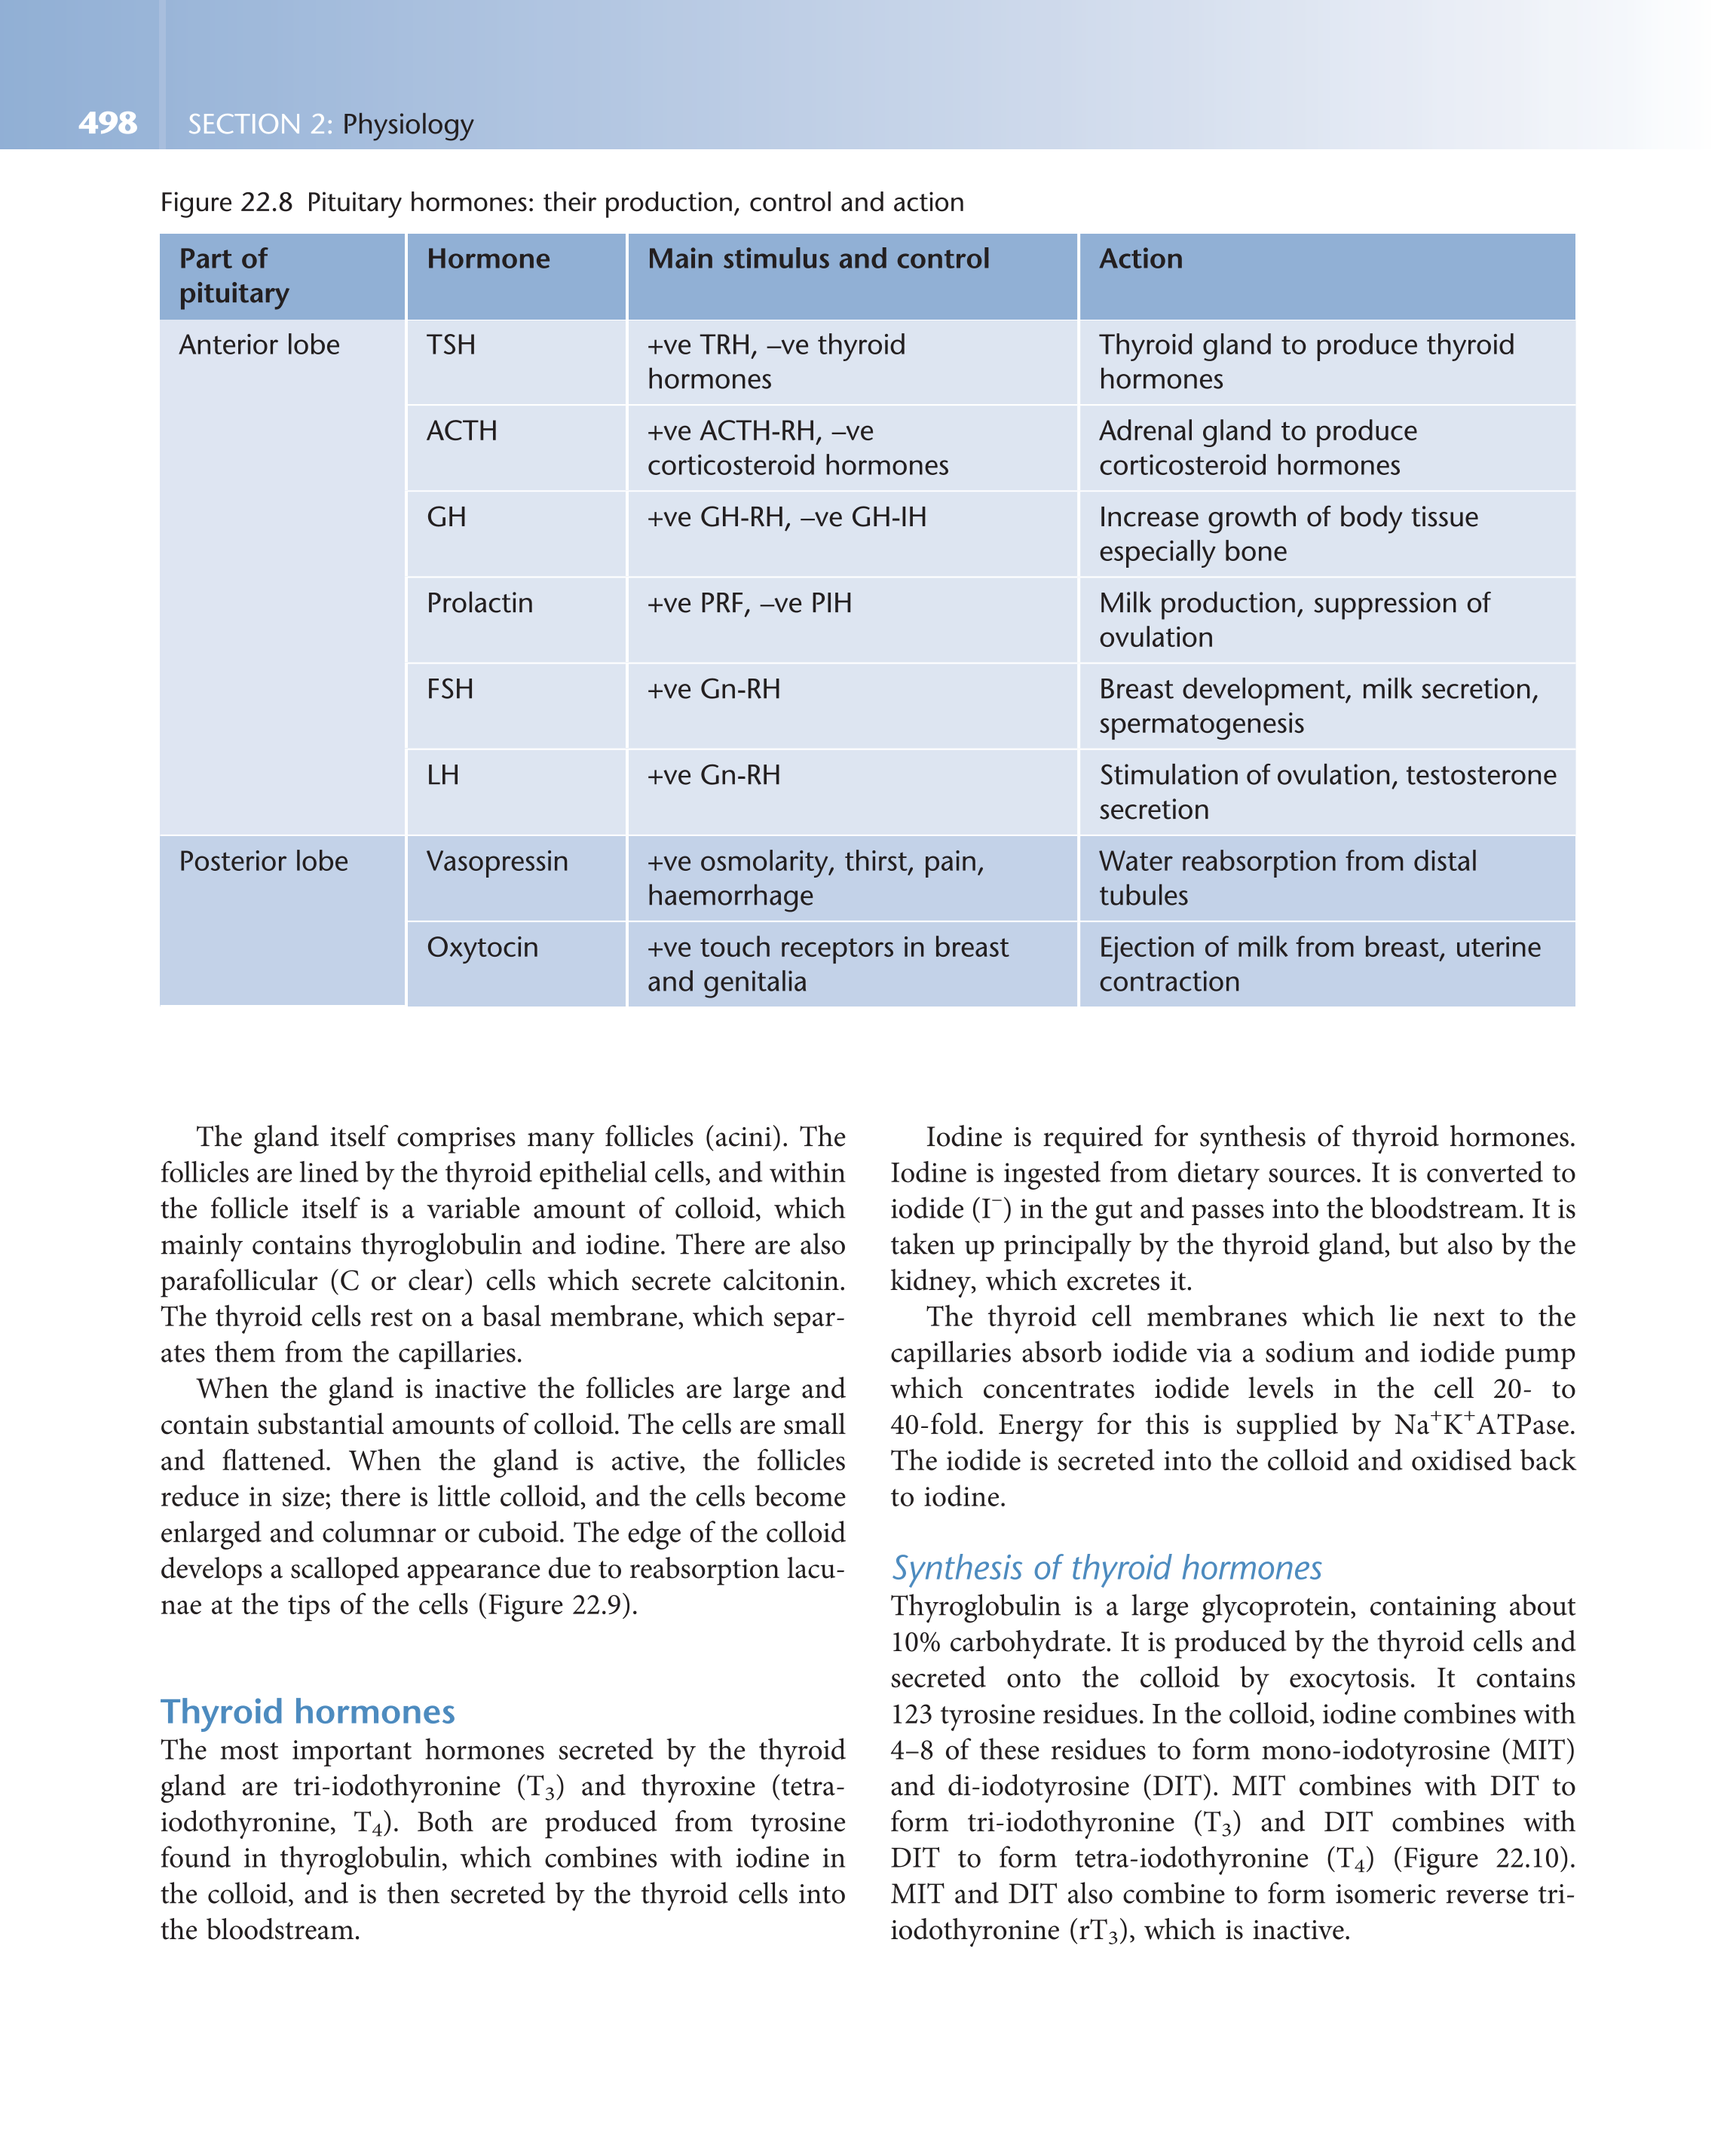 498 SECTION 2: Physiology
Figure 22.8 Pituitary hormones: their production, control and action
Part of
pituitary
Hormone
Main stimulus and control
Action
Anterior lobe
TSH
+ve TRH, –ve thyroid
hormones
Thyroid gland to produce thyroid
hormones
ACTH
+ve ACTH-RH, –ve
corticosteroid hormones
Adrenal gland to produce
corticosteroid hormones
GH
+ve GH-RH, –ve GH-IH
Increase growth of body tissue
especially bone
Prolactin
+ve PRF, –ve PIH
Milk production, suppression of
ovulation
FSH
+ve Gn-RH
Breast development, milk secretion,
spermatogenesis
LH
+ve Gn-RH
Stimulation of ovulation, testosterone
secretion
Posterior lobe
Vasopressin
+ve osmolarity, thirst, pain,
haemorrhage
Water reabsorption from distal
tubules
Oxytocin
+ve touch receptors in breast
and genitalia
Ejection of milk from breast, uterine
contraction
The gland itself comprises many follicles (acini). The
follicles are lined by the thyroid epithelial cells, and within
the follicle itself is a variable amount of colloid, which
mainly contains thyroglobulin and iodine. There are also
parafollicular (C or clear) cells which secrete calcitonin.
The thyroid cells rest on a basal membrane, which separ-
ates them from the capillaries.
When the gland is inactive the follicles are large and
contain substantial amounts of colloid. The cells are small
and flattened. When the gland is active, the follicles
reduce in size; there is little colloid, and the cells become
enlarged and columnar or cuboid. The edge of the colloid
develops a scalloped appearance due to reabsorption lacu-
nae at the tips of the cells (Figure 22.9).
Thyroid hormones
The most important hormones secreted by the thyroid
gland are tri-iodothyronine (T₃) and thyroxine (tetra-
iodothyronine, T₄). Both are produced from tyrosine
found in thyroglobulin, which combines with iodine in
the colloid, and is then secreted by the thyroid cells into
the bloodstream.
Iodine is required for synthesis of thyroid hormones.
Iodine is ingested from dietary sources. It is converted to
iodide (I⁻) in the gut and passes into the bloodstream. It is
taken up principally by the thyroid gland, but also by the
kidney, which excretes it.
The thyroid cell membranes which lie next to the
capillaries absorb iodide via a sodium and iodide pump
which concentrates iodide levels in the cell 20- to
40-fold. Energy for this is supplied by Na⁺K⁺ATPase.
The iodide is secreted into the colloid and oxidised back
to iodine.
Synthesis of thyroid hormones
Thyroglobulin is a large glycoprotein, containing about
10% carbohydrate. It is produced by the thyroid cells and
secreted onto the colloid by exocytosis. It contains
123 tyrosine residues. In the colloid, iodine combines with
4–8 of these residues to form mono-iodotyrosine (MIT)
and di-iodotyrosine (DIT). MIT combines with DIT to
form tri-iodothyronine (T₃) and DIT combines with
DIT to form tetra-iodothyronine (T₄) (Figure 22.10).
MIT and DIT also combine to form isomeric reverse tri-
iodothyronine (rT₃), which is inactive.